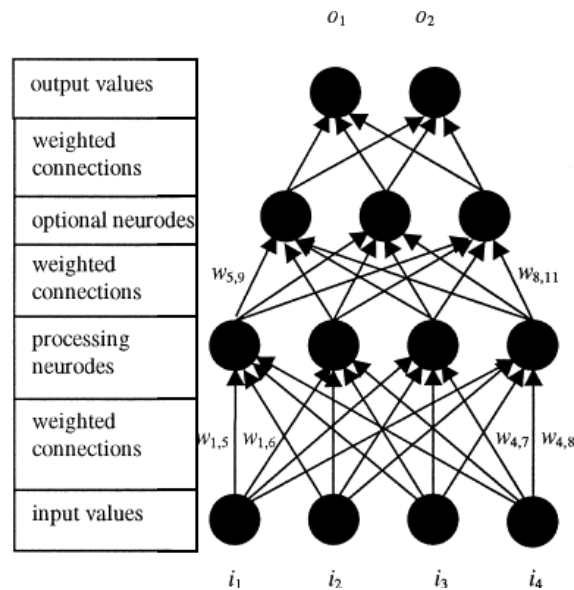 o1 o2
output values
weighted
connections
optional neurodes
weighted
connections
w5,9 w8,11
processing
neurodes
weighted
connections
w1,5 w1,6 w4,7 w4,8
input values
i1 i2 i3 i4